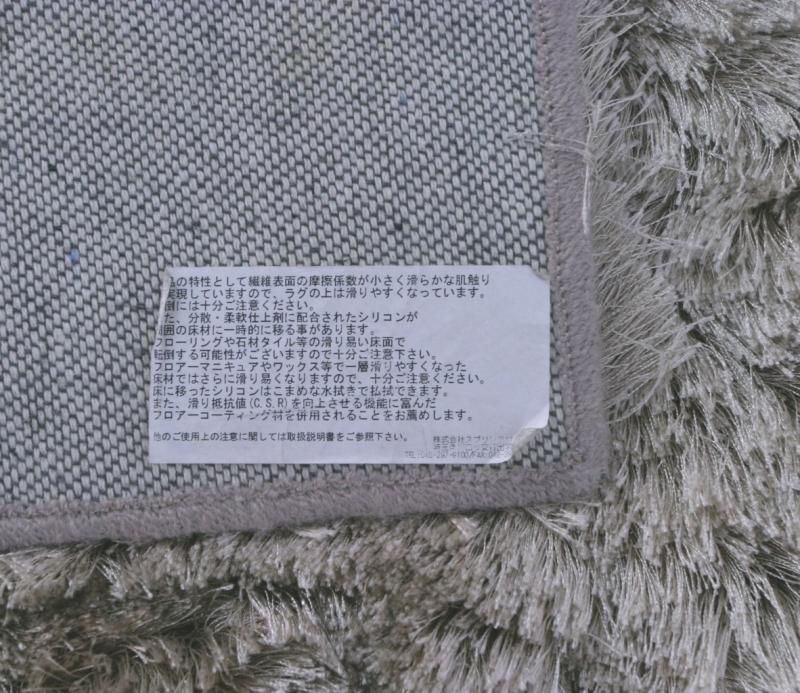 品の特性として繊維表面の摩擦係数が小さく滑らかな肌触り
実現していますので、ラグの上は滑りやすくなっています。
倒には十分ご注意ください。
た、分散・柔軟仕上剤に配合されたシリコンが
囲の床材に一時的に移る事があります。
フローリングや石材タイル等の滑り易い床面で
転倒する可能性がございますので十分ご注意下さい。
フロアーマニキュアやワックス等で一層滑りやすくなった
床材ではさらに滑り易くなりますので、十分ご注意ください。
床に移ったシリコンはこまめな水拭きで払拭できます。
また、滑り抵抗値(C.S.R)を向上させる機能に富んだ
フロアーコーティング材を併用されることをお薦めします。
他のご使用上の注意に関しては取扱説明書をご参照下さい。
株式会社スプリング
TEL:048-297-9100/FAX:048-